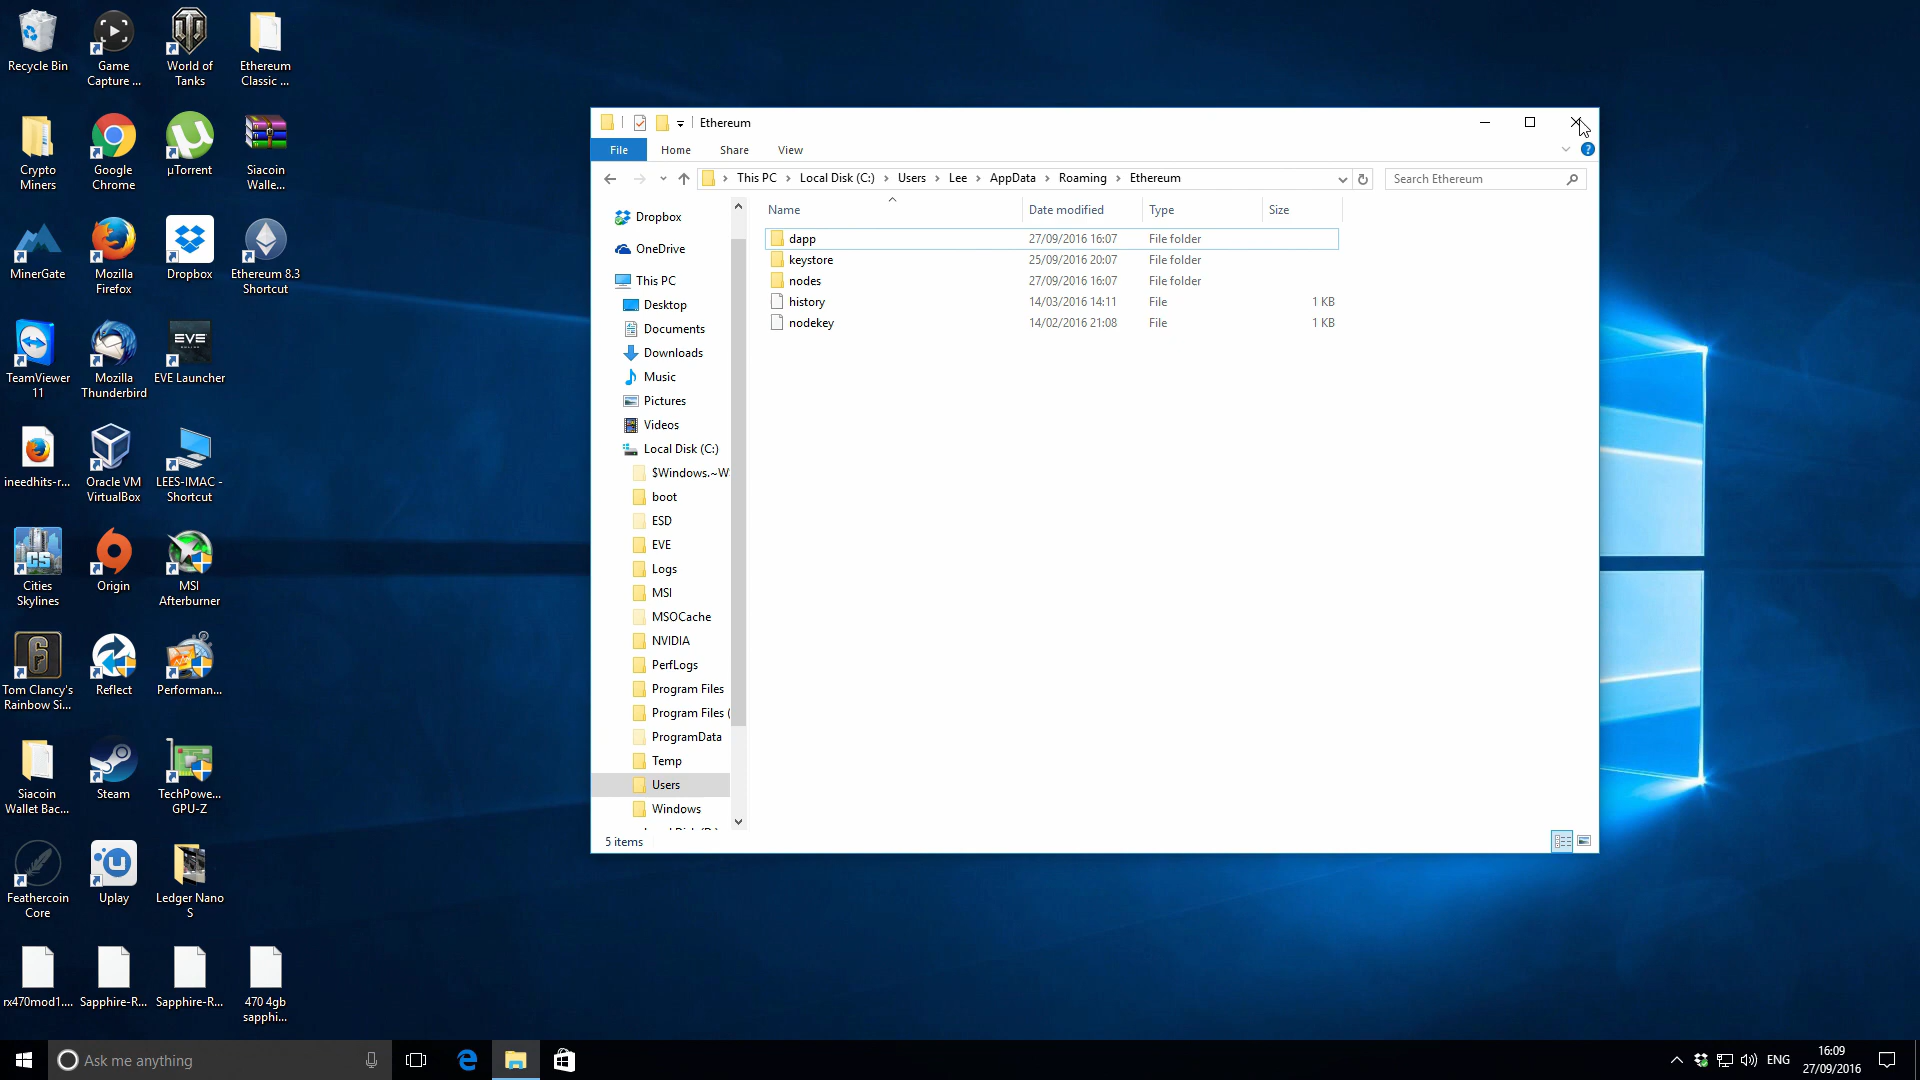 Recycle Bin
Game
Capture ...
World of
Tanks
Ethereum
Classic ...
Crypto
Miners
Google
Chrome
µTorrent
Siacoin
Walle...
MinerGate
Mozilla
Firefox
Dropbox
Ethereum 8.3
Shortcut
TeamViewer
11
Mozilla
Thunderbird
EVE
EVE Launcher
ineedhits-r...
Oracle VM
VirtualBox
LEES-IMAC -
Shortcut
CS
Cities
Skylines
Origin
MSI
Afterburner
6
Tom Clancy's
Rainbow Si...
Reflect
Performan...
Siacoin
Wallet Bac...
Steam
TechPowe...
GPU-Z
Feathercoin
Core
Uplay
Ledger Nano
S
rx470mod1....
Sapphire-R...
Sapphire-R...
470 4gb
sapphi...
Ethereum
File
Home
Share
View
This PC
Local Disk (C:)
Users
Lee
AppData
Roaming
Ethereum
Search Ethereum
Dropbox
OneDrive
This PC
Desktop
Documents
Downloads
Music
Pictures
Videos
Local Disk (C:)
$Windows.~W
boot
ESD
EVE
Logs
MSI
MSOCache
NVIDIA
PerfLogs
Program Files
Program Files (
ProgramData
Temp
Users
Windows
Name Date modified Type Size
dapp 27/09/2016 16:07 File folder
keystore 25/09/2016 20:07 File folder
nodes 27/09/2016 16:07 File folder
history 14/03/2016 14:11 File 1 KB
nodekey 14/02/2016 21:08 File 1 KB
5 items
Ask me anything
ENG
16:09
27/09/2016